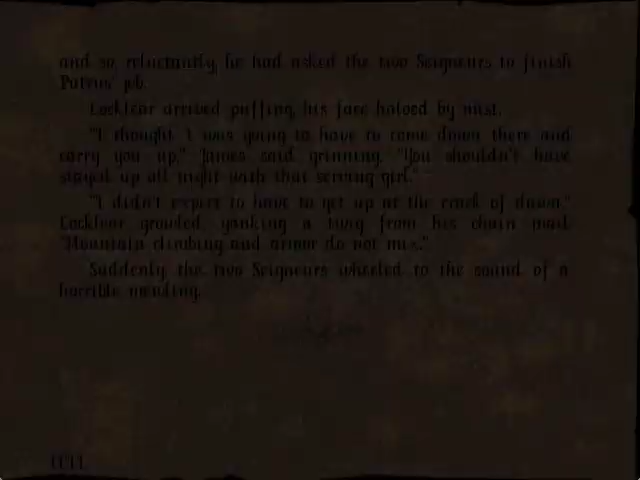 and so reluctantly, he had asked the two Seigneurs to finish
Patrus' job.
Locklear arrived puffing, his face haloed by mist.
"I thought I was going to have to come down there and
carry you up," James said grinning. "You shouldn't have
stayed up all night with that serving girl."
"I didn't expect to have to get up at the crack of dawn,"
Locklear growled, yanking a twig from his chain mail.
"Mountain climbing and armor do not mix."
Suddenly the two Seigneurs wheeled to the sound of a
horrible